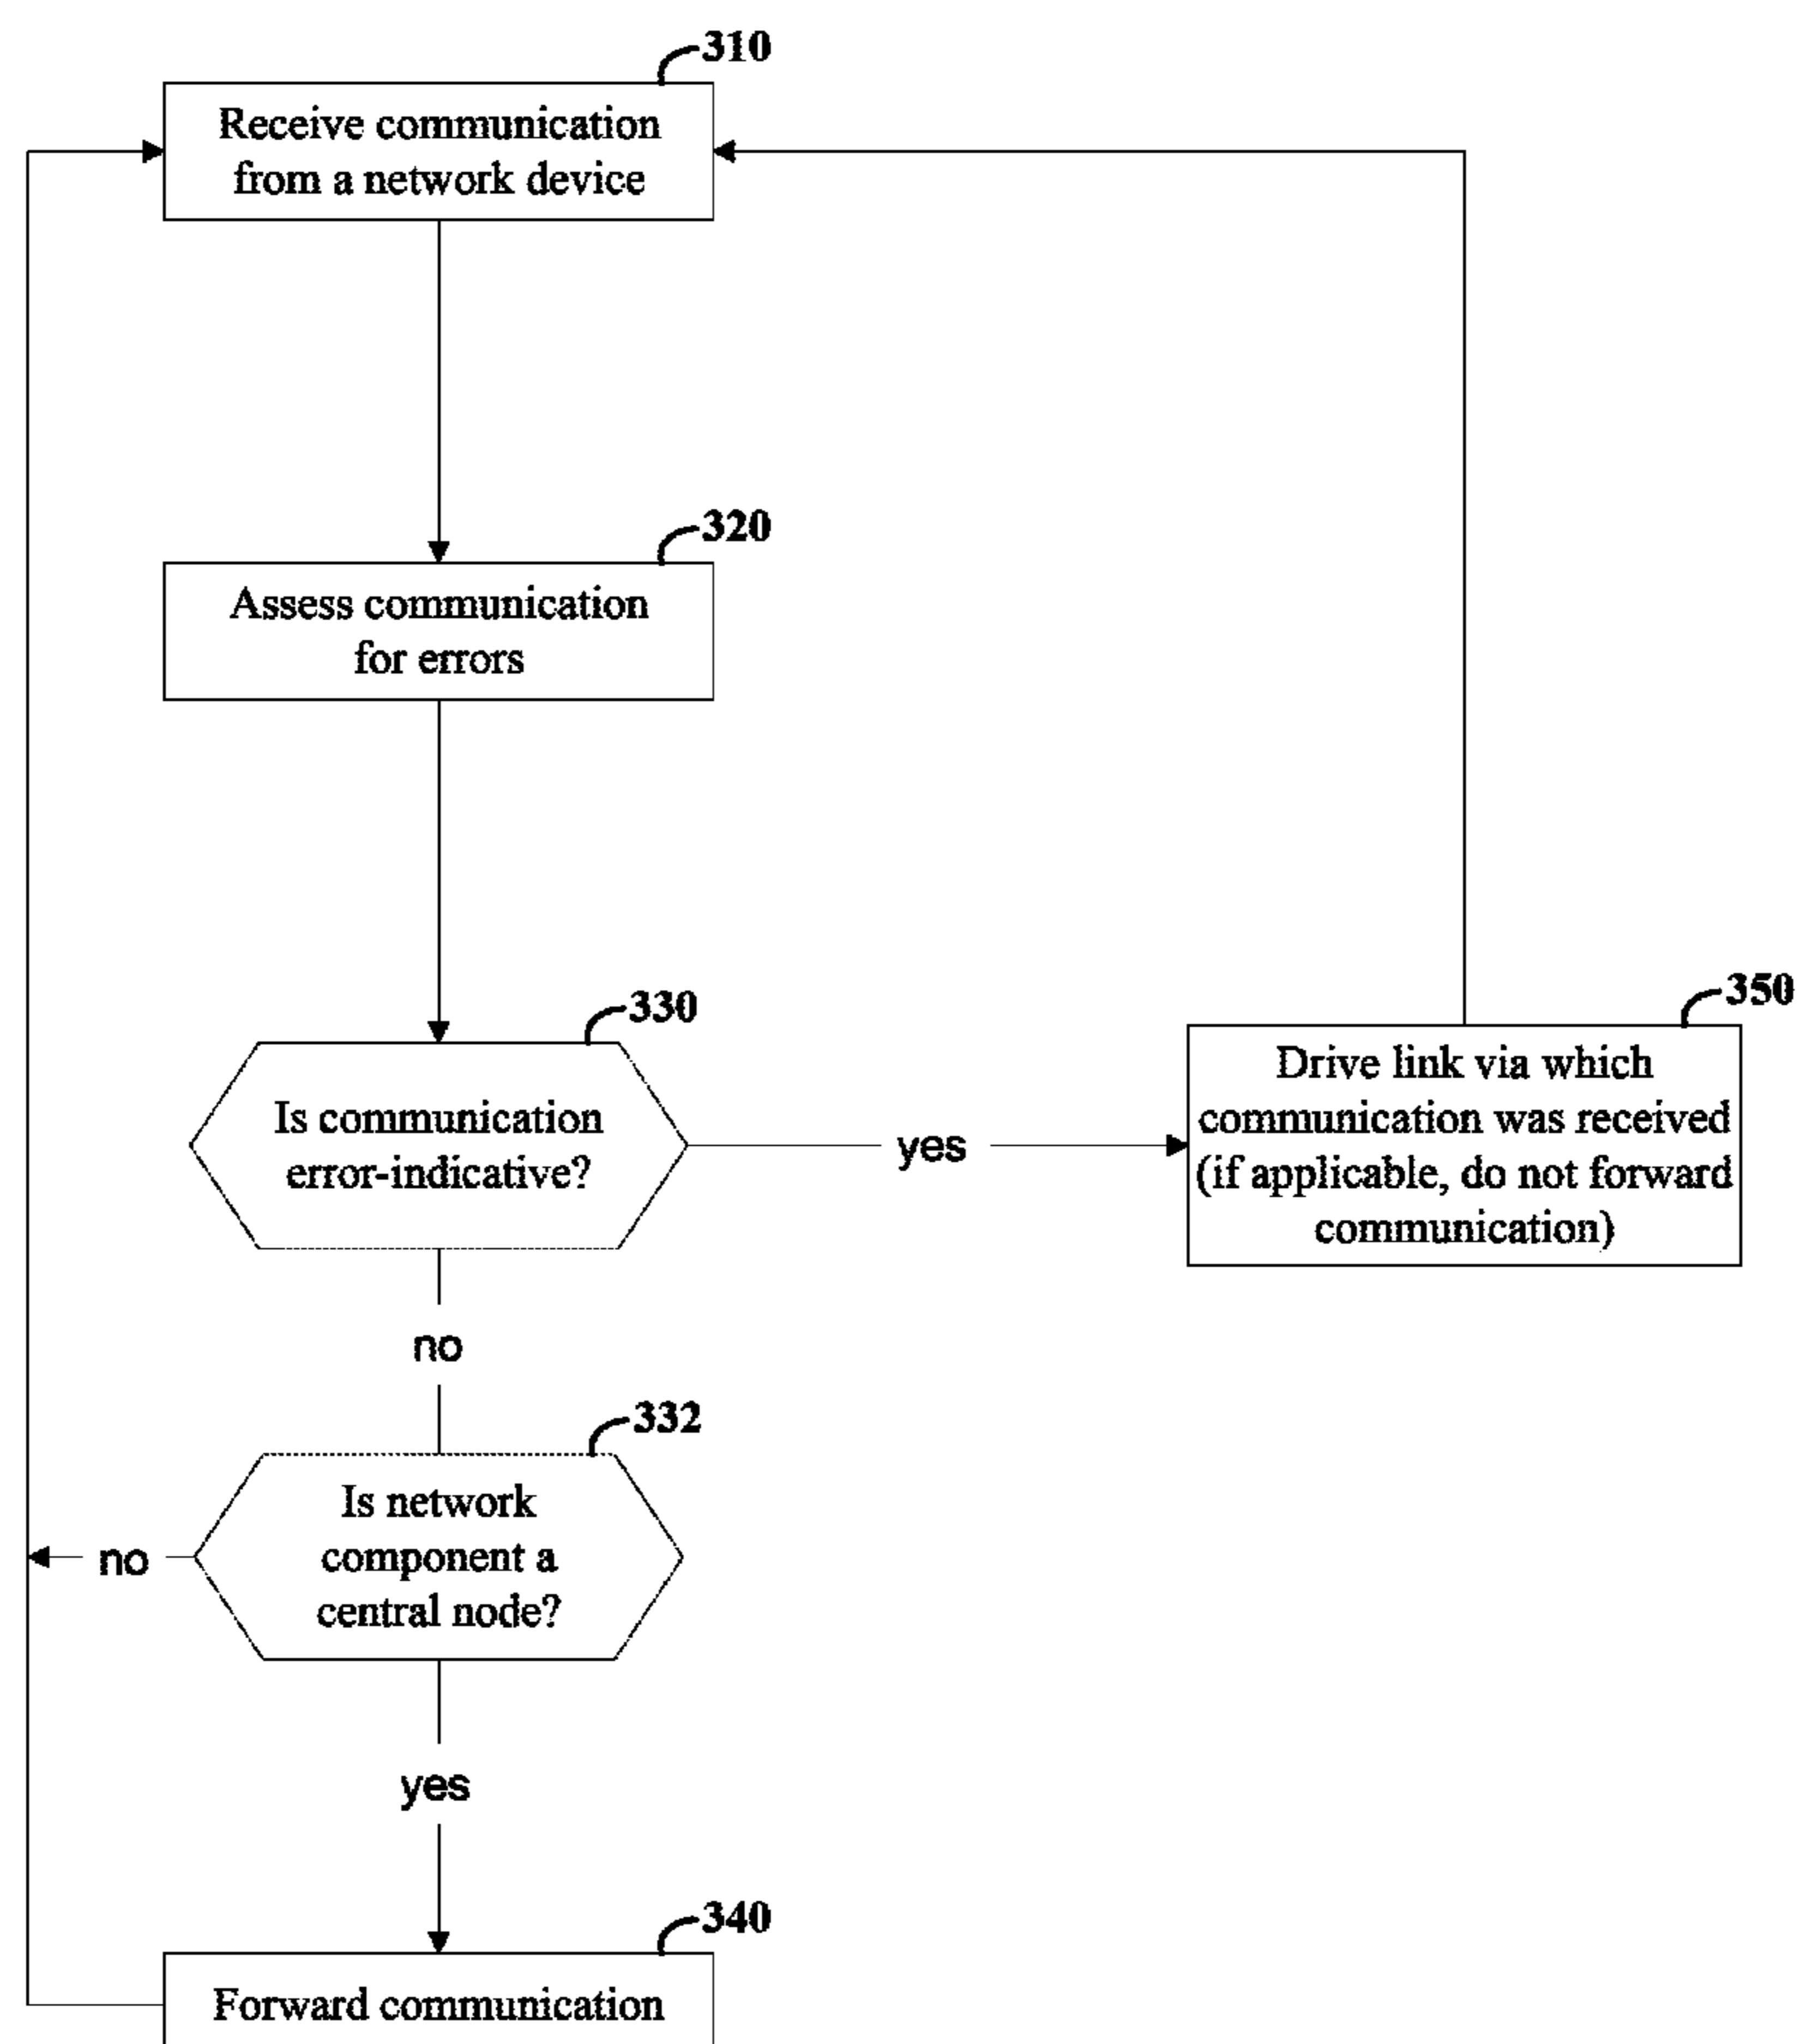 310
Receive communication
from a network device
320
Assess communication
for errors
330
Is communication
error-indicative?
yes
350
Drive link via which
communication was received
(if applicable, do not forward
communication)
no
332
Is network
component a
central node?
no
yes
340
Forward communication